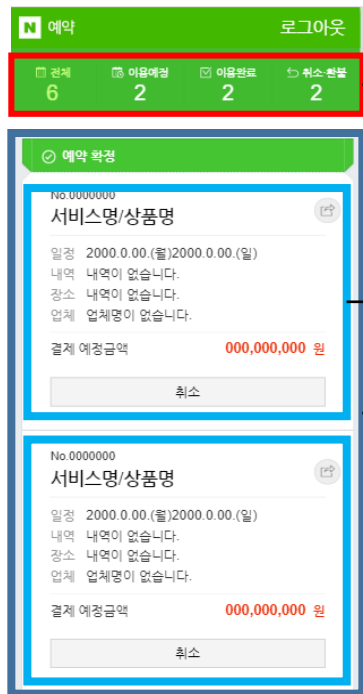 N 예약 로그아웃
전체 이용예정 이용완료 취소·환불
6 2 2 2
예약 확정
No.0000000
서비스명/상품명
일정 2000.0.00.(월)2000.0.00.(일)
내역 내역이 없습니다.
장소 내역이 없습니다.
업체 업체명이 없습니다.
결제 예정금액 000,000,000 원
취소
No.0000000
서비스명/상품명
일정 2000.0.00.(월)2000.0.00.(일)
내역 내역이 없습니다.
장소 내역이 없습니다.
업체 업체명이 없습니다.
결제 예정금액 000,000,000 원
취소